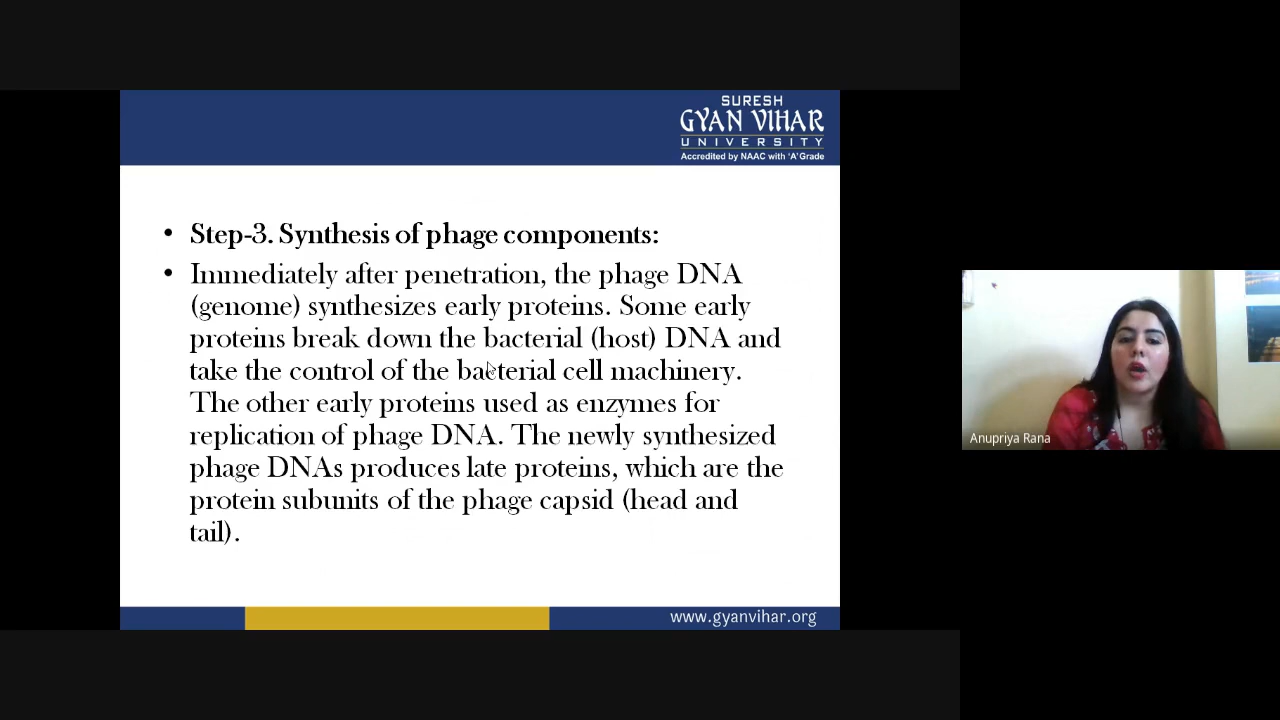 SURESH
GYAN VIHAR
UNIVERSITY
Accredited by NAAC with 'A' Grade
• Step-3. Synthesis of phage components:
• Immediately after penetration, the phage DNA
(genome) synthesizes early proteins. Some early
proteins break down the bacterial (host) DNA and
take the control of the bacterial cell machinery.
The other early proteins used as enzymes for
replication of phage DNA. The newly synthesized
phage DNAs produces late proteins, which are the
protein subunits of the phage capsid (head and
tail).
www.gyanvihar.org
Anupriya Rana